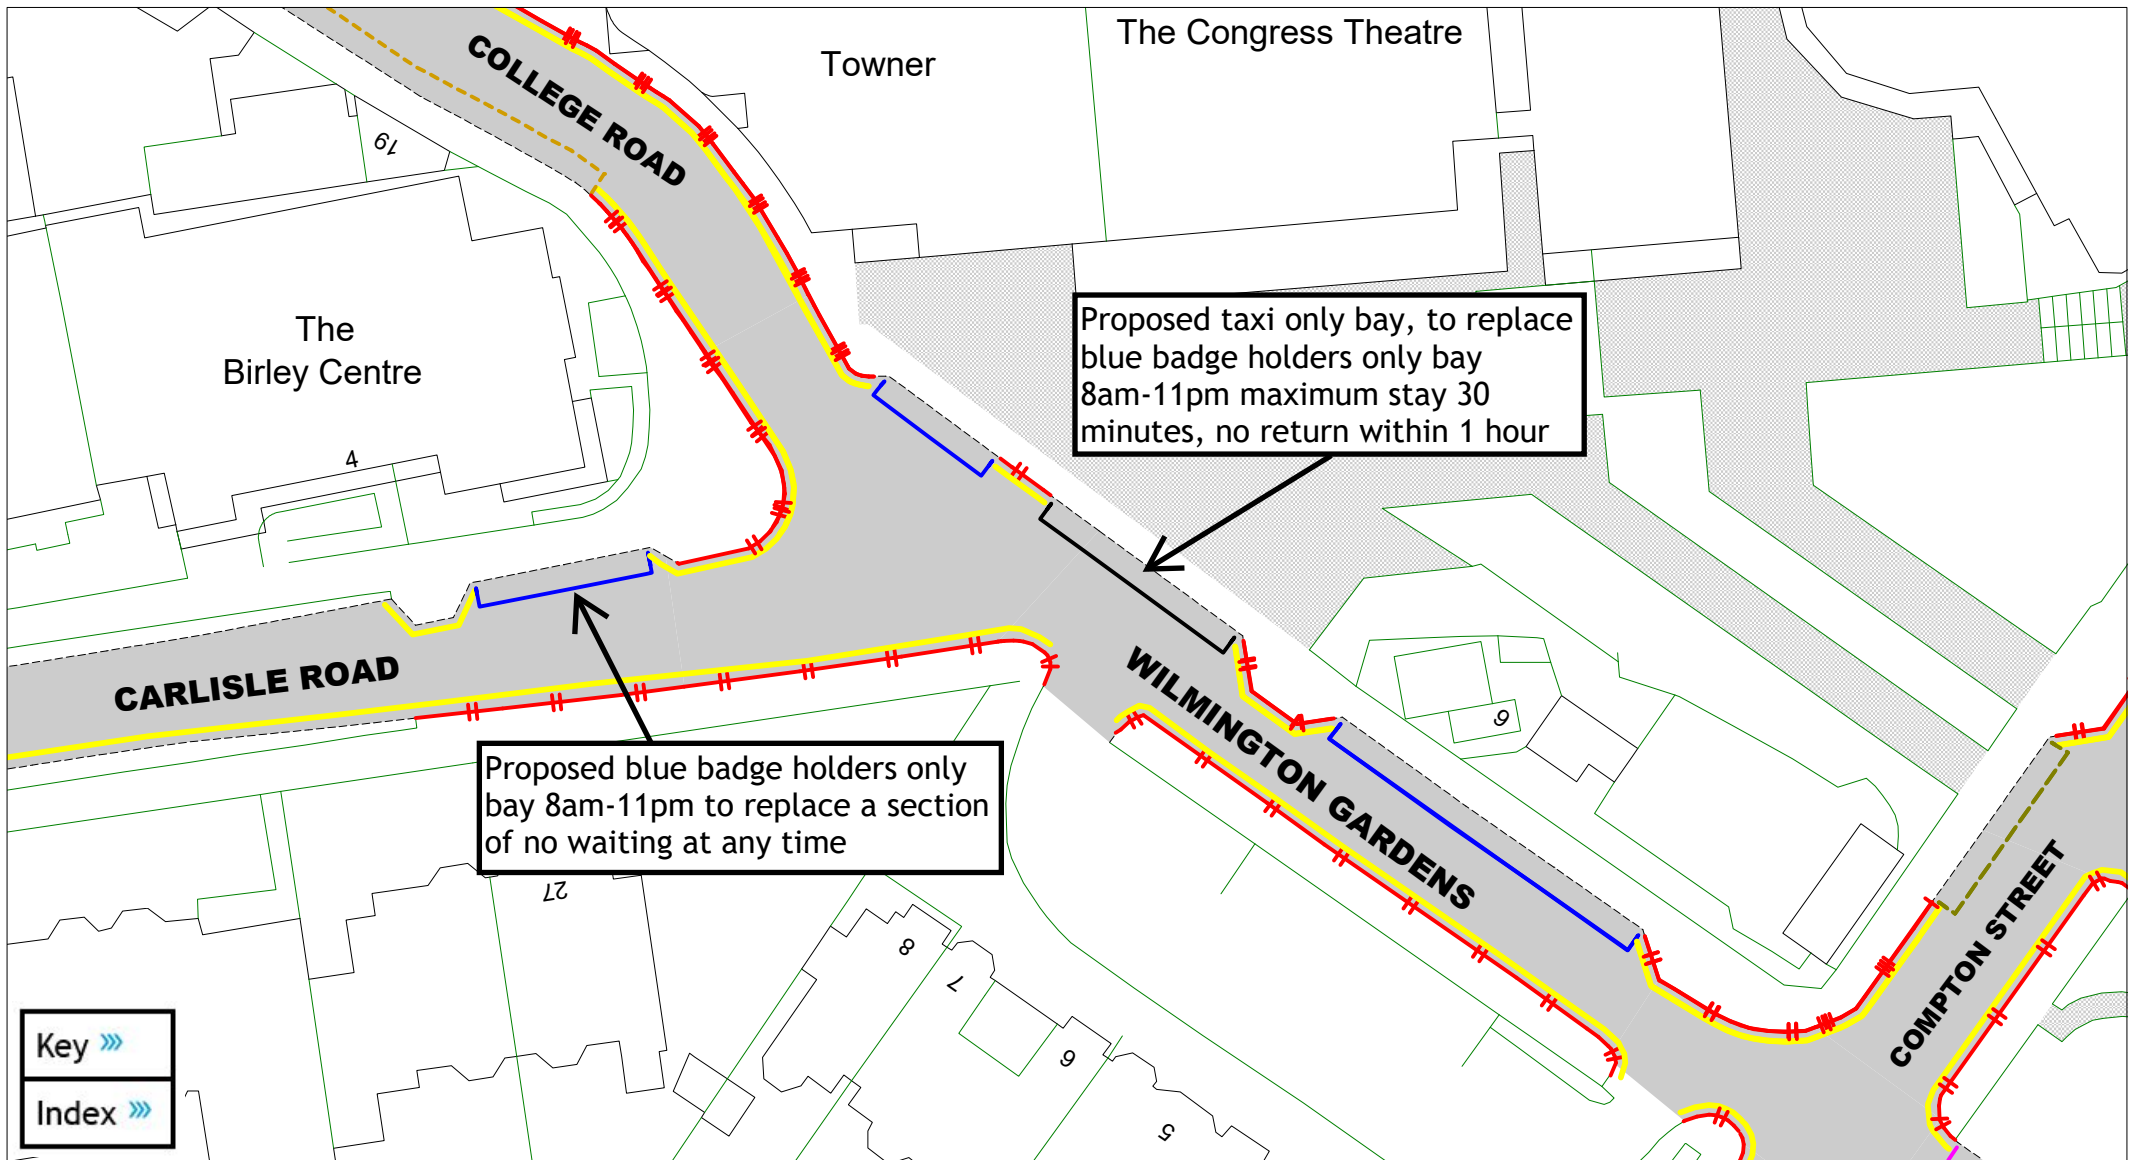 The Congress Theatre
Towner
COLLEGE ROAD
19
The
Birley Centre
4
Proposed taxi only bay, to replace
blue badge holders only bay
8am-11pm maximum stay 30
minutes, no return within 1 hour
CARLISLE ROAD
WILMINGTON GARDENS
9
Proposed blue badge holders only
bay 8am-11pm to replace a section
of no waiting at any time
COMPTON STREET
27
8
7
6
5
Key »»
Index »»